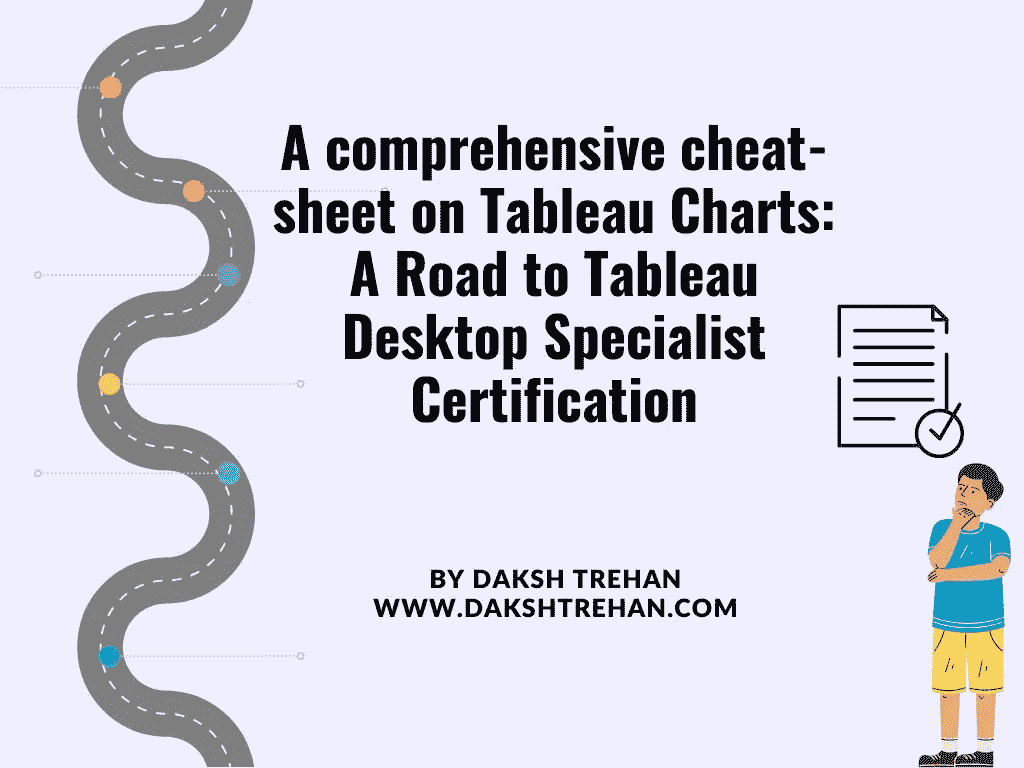 A comprehensive cheat-
sheet on Tableau Charts:
A Road to Tableau
Desktop Specialist
Certification
BY DAKSH TREHAN
WWW.DAKSHTREHAN.COM